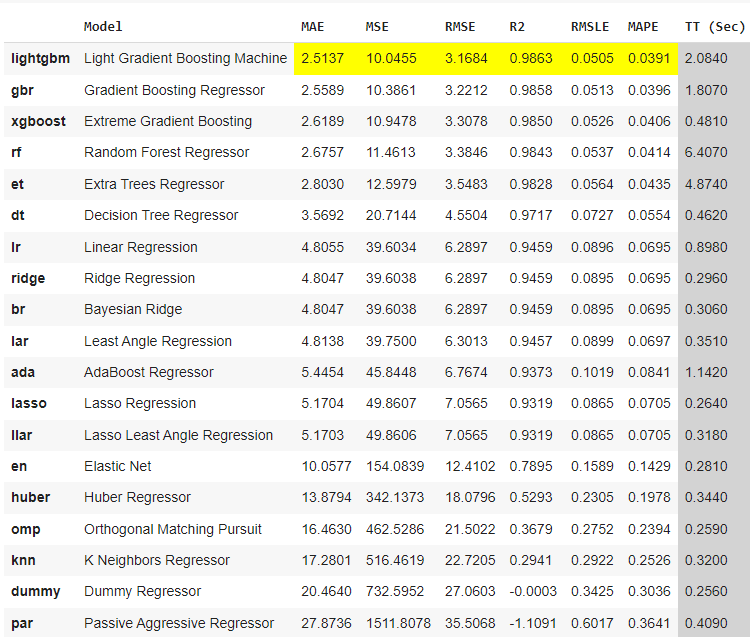 Model MAE MSE RMSE R2 RMSLE MAPE TT (Sec)
lightgbm Light Gradient Boosting Machine 2.5137 10.0455 3.1684 0.9863 0.0505 0.0391 2.0840
gbr Gradient Boosting Regressor 2.5589 10.3861 3.2212 0.9858 0.0513 0.0396 1.8070
xgboost Extreme Gradient Boosting 2.6189 10.9478 3.3078 0.9850 0.0526 0.0406 0.4810
rf Random Forest Regressor 2.6757 11.4613 3.3846 0.9843 0.0537 0.0414 6.4070
et Extra Trees Regressor 2.8030 12.5979 3.5483 0.9828 0.0564 0.0435 4.8740
dt Decision Tree Regressor 3.5692 20.7144 4.5504 0.9717 0.0727 0.0554 0.4620
lr Linear Regression 4.8055 39.6034 6.2897 0.9459 0.0896 0.0695 0.8980
ridge Ridge Regression 4.8047 39.6038 6.2897 0.9459 0.0895 0.0695 0.2960
br Bayesian Ridge 4.8047 39.6038 6.2897 0.9459 0.0895 0.0695 0.3060
lar Least Angle Regression 4.8138 39.7500 6.3013 0.9457 0.0899 0.0697 0.3510
ada AdaBoost Regressor 5.4454 45.8448 6.7674 0.9373 0.1019 0.0841 1.1420
lasso Lasso Regression 5.1704 49.8607 7.0565 0.9319 0.0865 0.0705 0.2640
llar Lasso Least Angle Regression 5.1703 49.8606 7.0565 0.9319 0.0865 0.0705 0.3180
en Elastic Net 10.0577 154.0839 12.4102 0.7895 0.1589 0.1429 0.2810
huber Huber Regressor 13.8794 342.1373 18.0796 0.5293 0.2305 0.1978 0.3440
omp Orthogonal Matching Pursuit 16.4630 462.5286 21.5022 0.3679 0.2752 0.2394 0.2590
knn K Neighbors Regressor 17.2801 516.4619 22.7205 0.2941 0.2922 0.2526 0.3200
dummy Dummy Regressor 20.4640 732.5952 27.0603 -0.0003 0.3425 0.3036 0.2560
par Passive Aggressive Regressor 27.8736 1511.8078 35.5068 -1.1091 0.6017 0.3641 0.4090